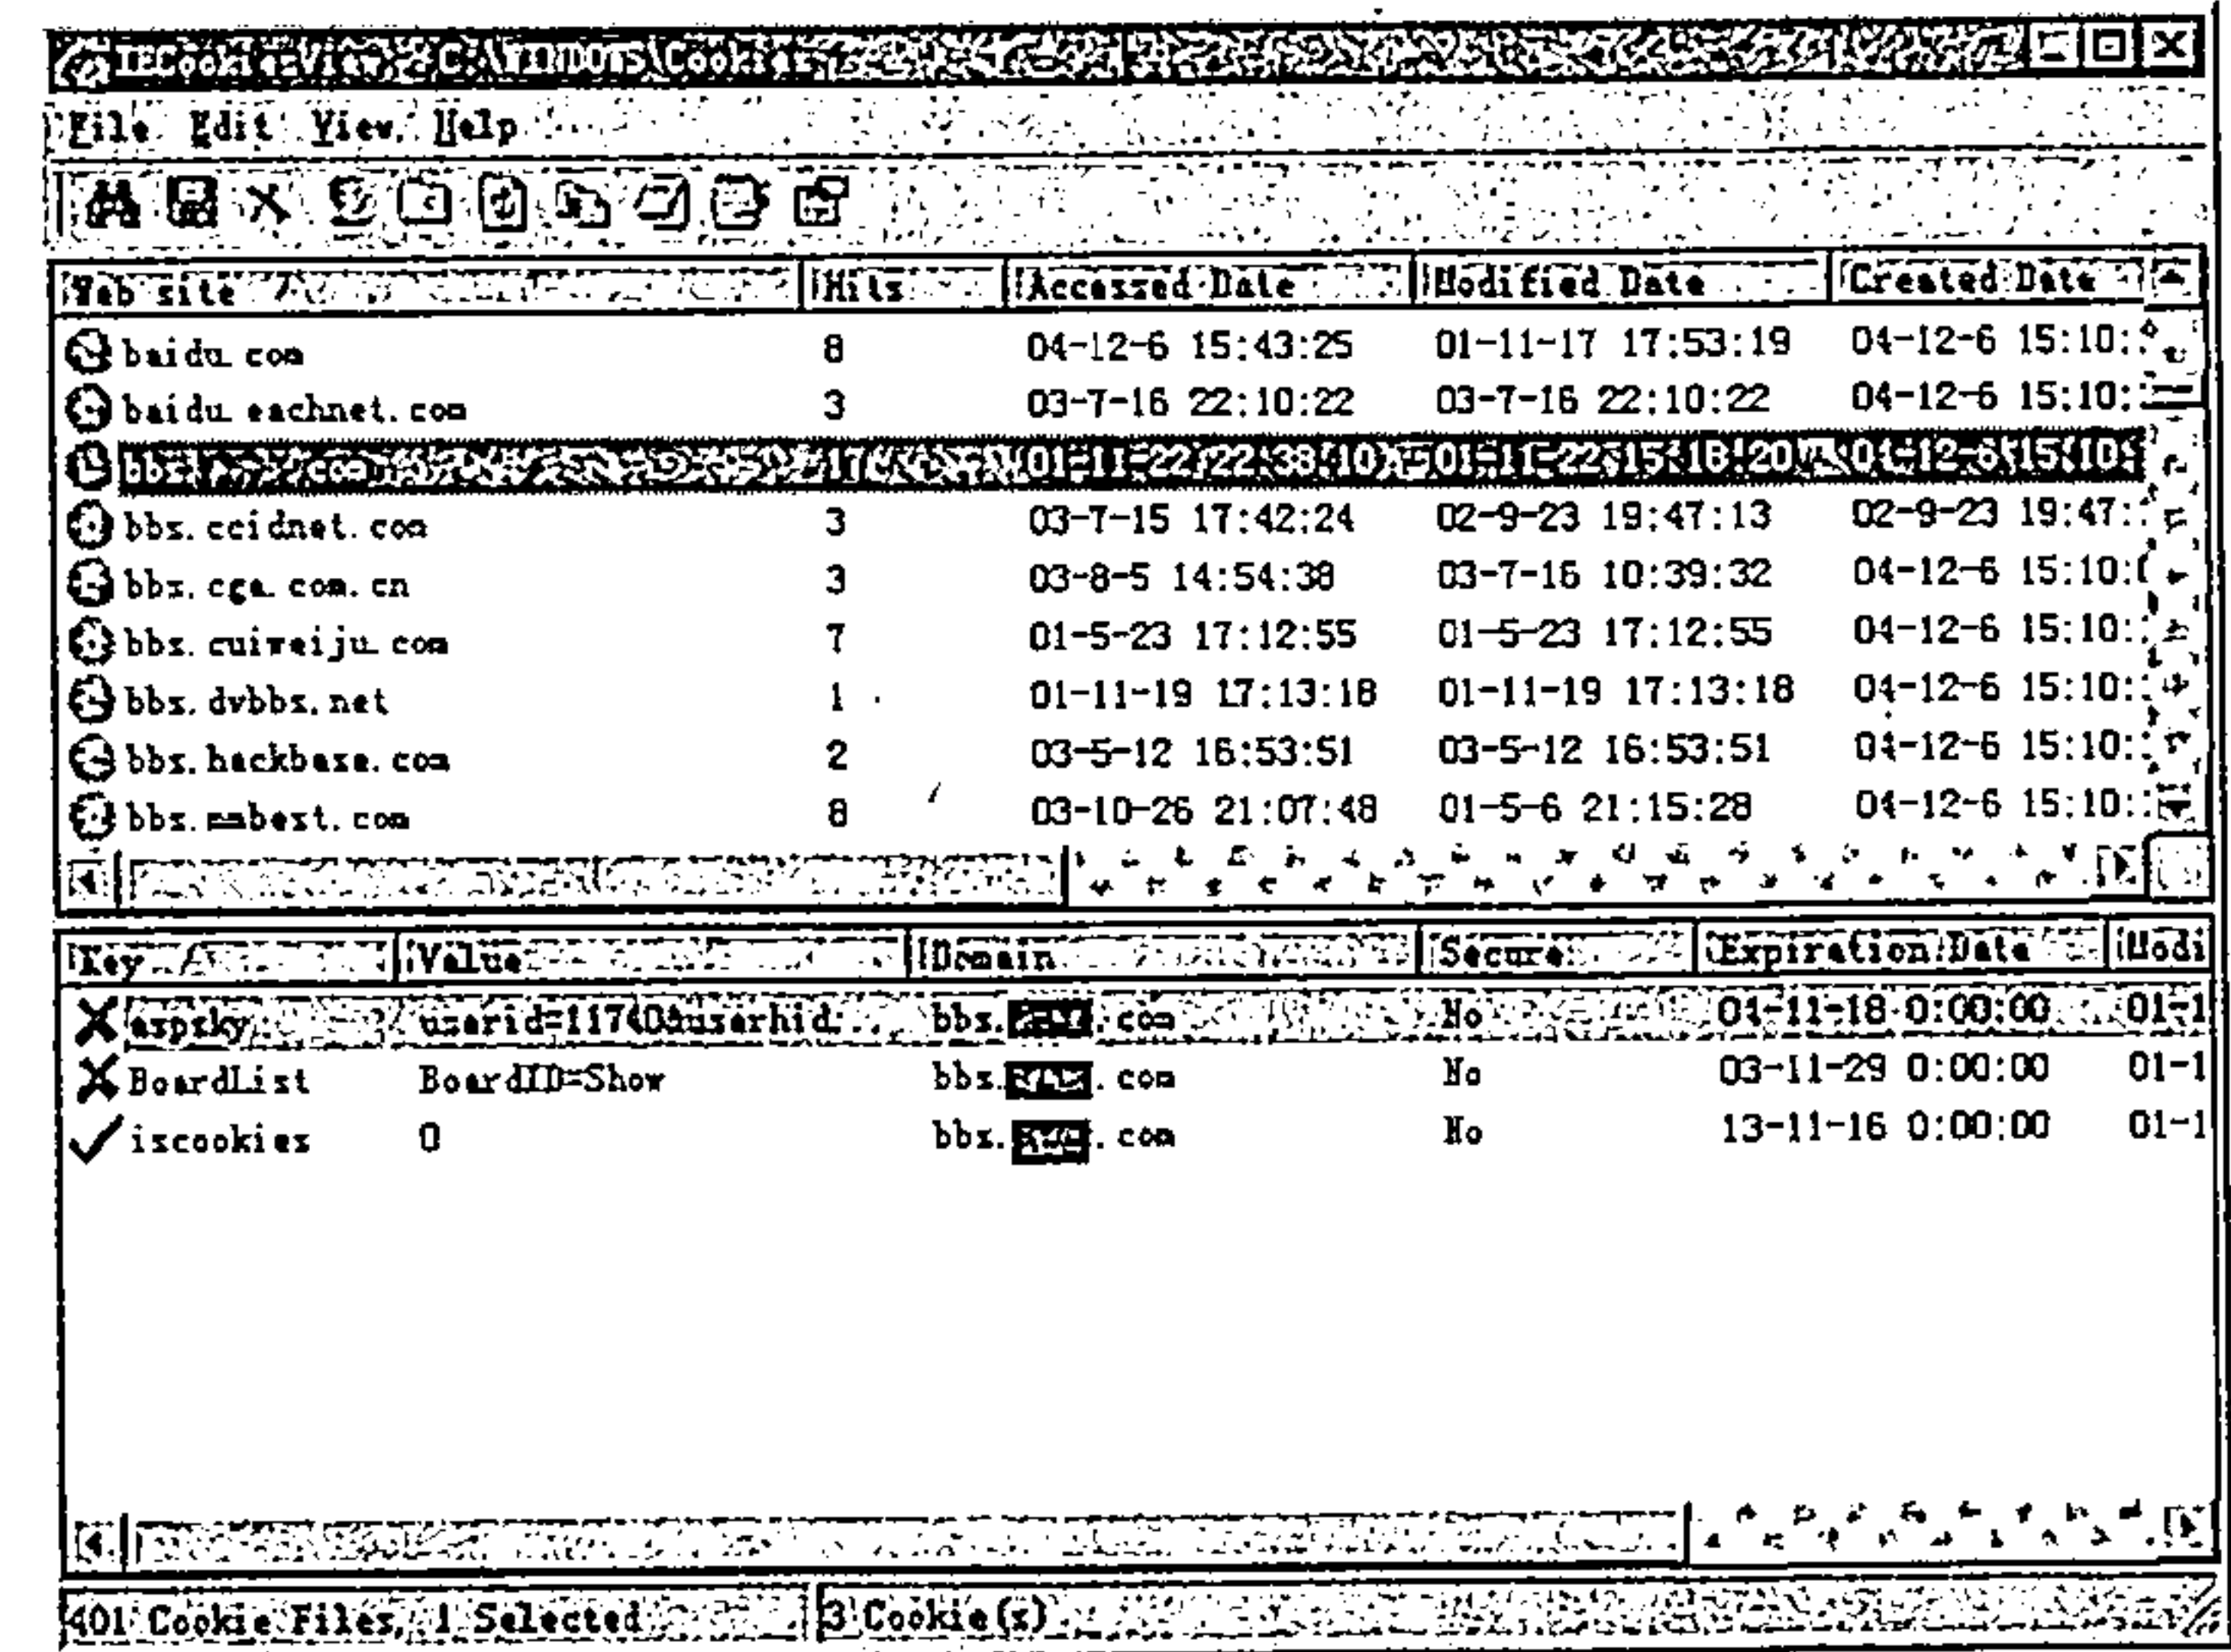 IECookiesView: C:\WINDOWS\Cookies
File Edit View Help
Web site / Hits Accessed Date Modified Date Created Date
baidu.com 8 04-12-6 15:43:25 01-11-17 17:53:19 04-12-6 15:10:
baidu.eachnet.com 3 03-7-16 22:10:22 03-7-16 22:10:22 04-12-6 15:10:
bbs. .com 17 01-11-22 22:38:10 01-11-22 15:18:20 04-12-6 15:10:
bbs.ccidnet.com 3 03-7-15 17:42:24 02-9-23 19:47:13 02-9-23 19:47:
bbs.cga.com.cn 3 03-8-5 14:54:38 03-7-16 10:39:32 04-12-6 15:10:
bbs.cuiweiju.com 7 01-5-23 17:12:55 01-5-23 17:12:55 04-12-6 15:10:
bbs.dvbbs.net 1 01-11-19 17:13:18 01-11-19 17:13:18 04-12-6 15:10:
bbs.hackbase.com 2 03-5-12 16:53:51 03-5-12 16:53:51 04-12-6 15:10:
8 03-10-26 21:07:48 01-5-6 21:15:28 04-12-6 15:10:
Key / Value Domain Secure Expiration Date Modi
aspsky userid=11740&userhid... bbs. .com No 04-11-18 0:00:00 01-1
BoardList BoardID=Show bbs. .com No 03-11-29 0:00:00 01-1
iscookies 0 bbs. .com No 13-11-16 0:00:00 01-1
401 Cookie Files, 1 Selected 3 Cookie(s)